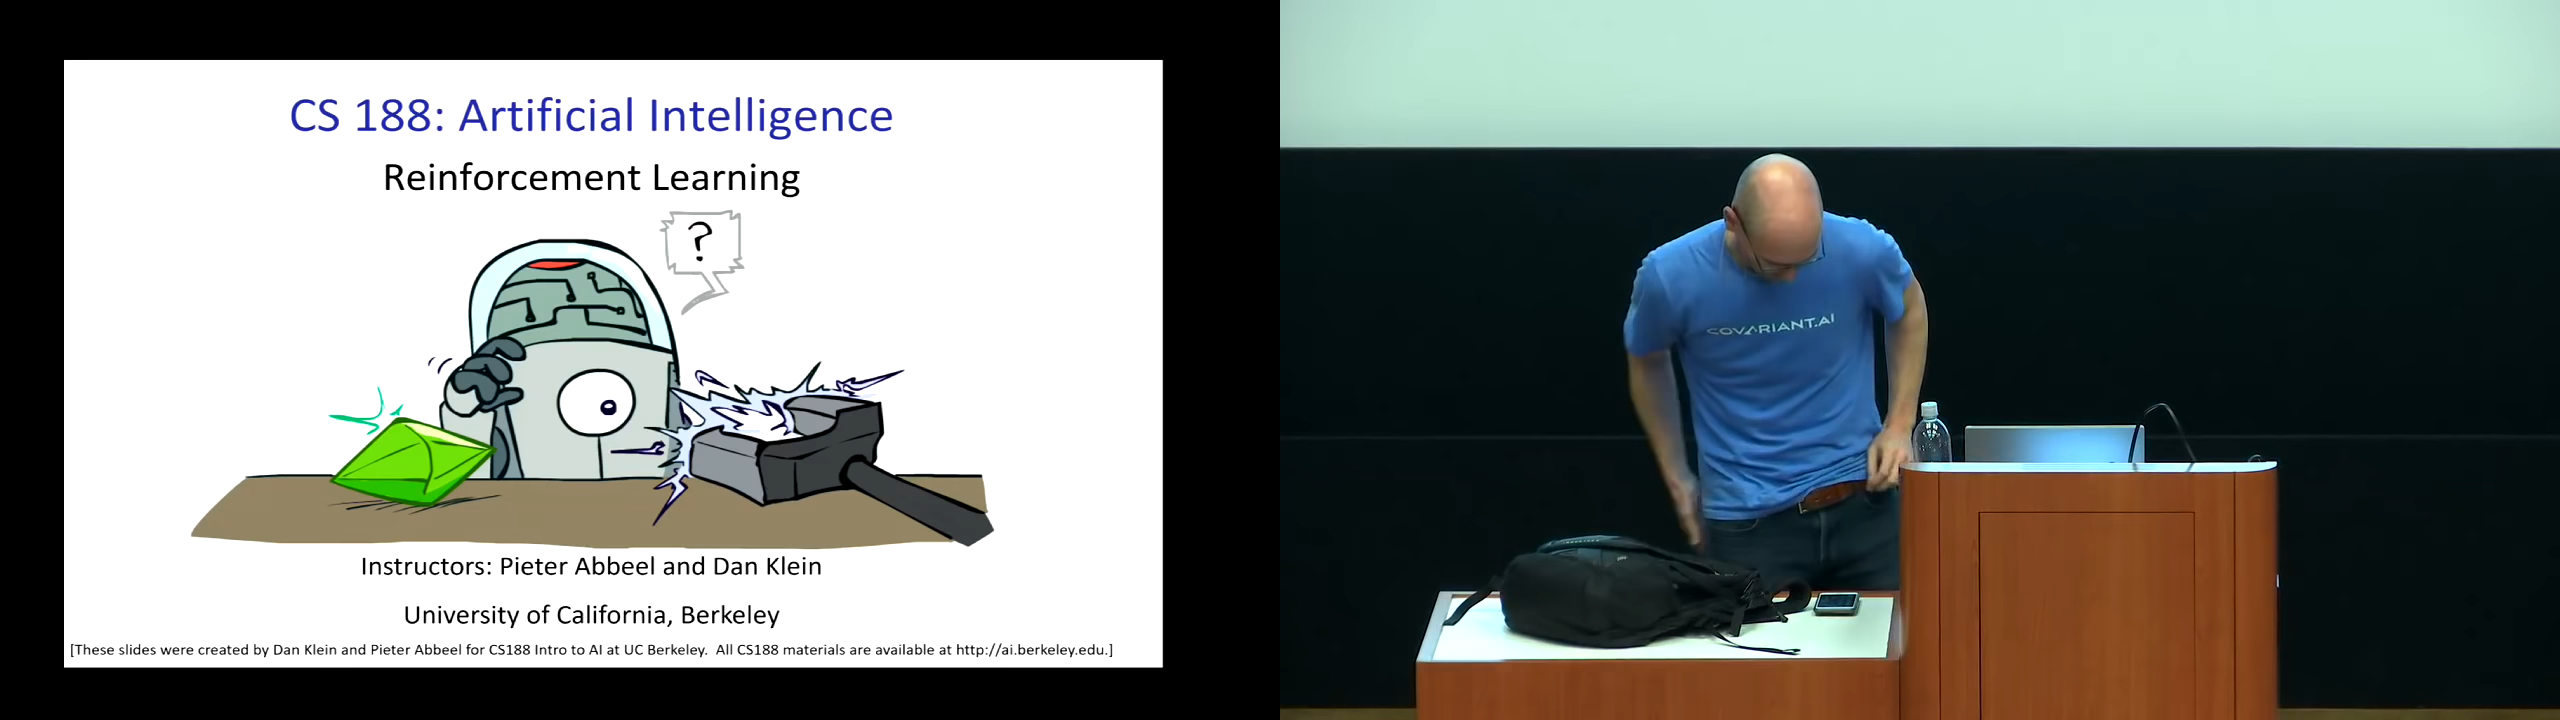 CS 188: Artificial Intelligence
Reinforcement Learning
?
Instructors: Pieter Abbeel and Dan Klein
University of California, Berkeley
[These slides were created by Dan Klein and Pieter Abbeel for CS188 Intro to AI at UC Berkeley.  All CS188 materials are available at http://ai.berkeley.edu.]
COVARIANT.AI